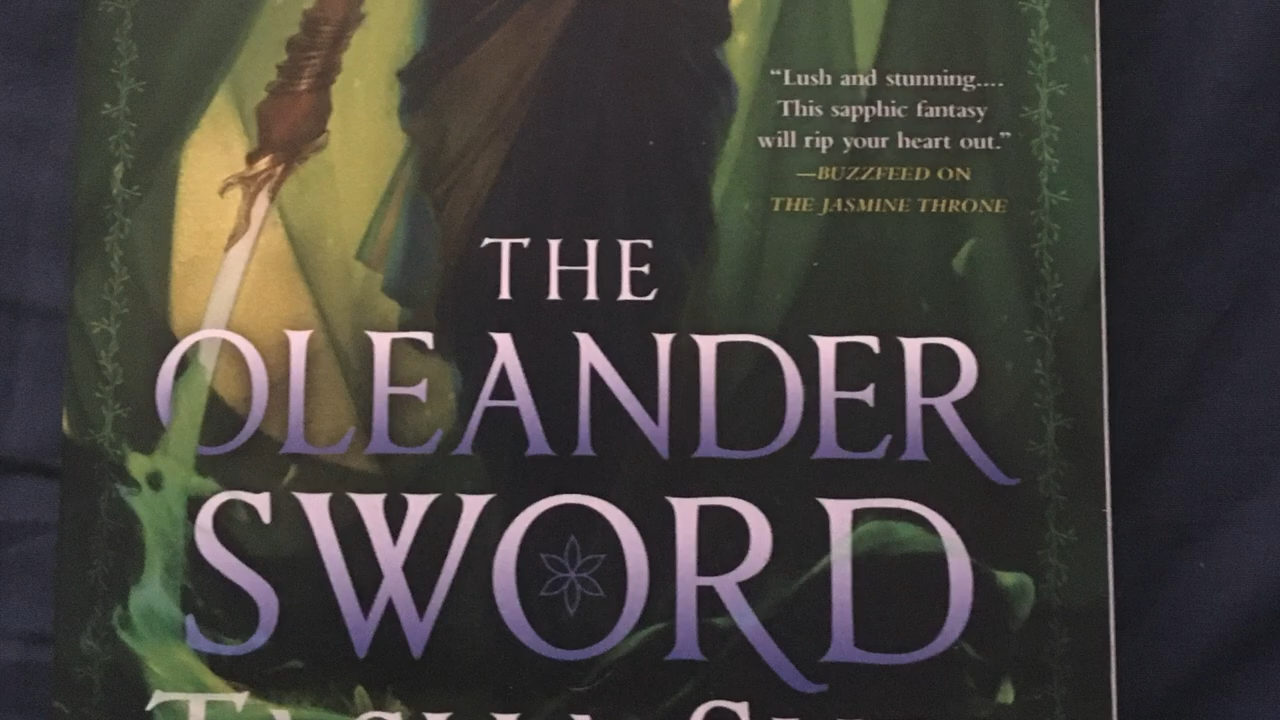 “Lush and stunning....
This sapphic fantasy
will rip your heart out.”
—BUZZFEED ON
THE JASMINE THRONE
THE
OLEANDER
SWORD